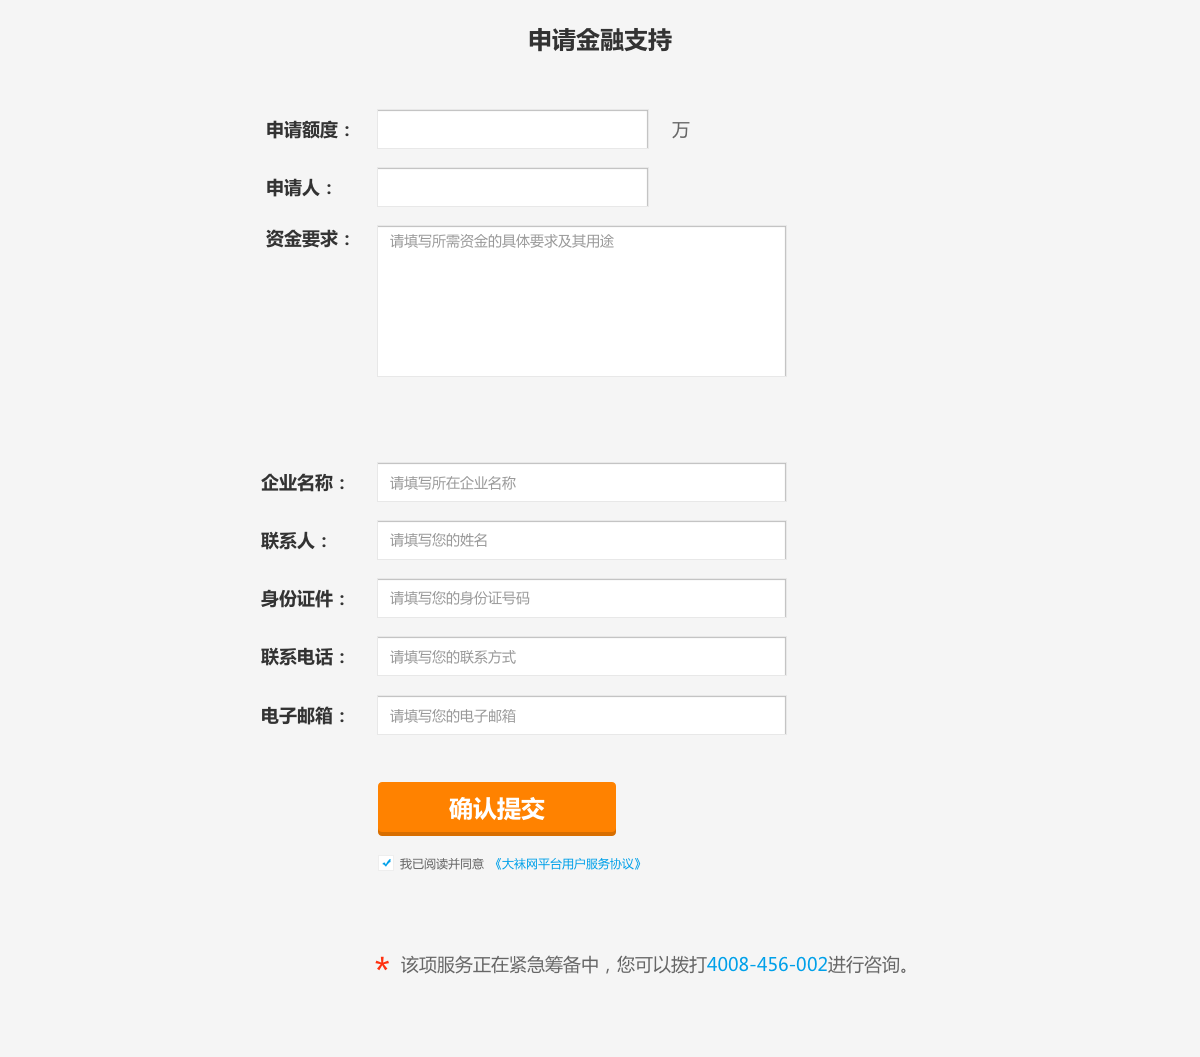 申请金融支持
申请额度： 万
申请人：
资金要求： 请填写所需资金的具体要求及其用途
企业名称： 请填写所在企业名称
联系人： 请填写您的姓名
身份证件： 请填写您的身份证号码
联系电话： 请填写您的联系方式
电子邮箱： 请填写您的电子邮箱
确认提交
我已阅读并同意 《大袜网平台用户服务协议》
* 该项服务正在紧急筹备中，您可以拨打4008-456-002进行咨询。